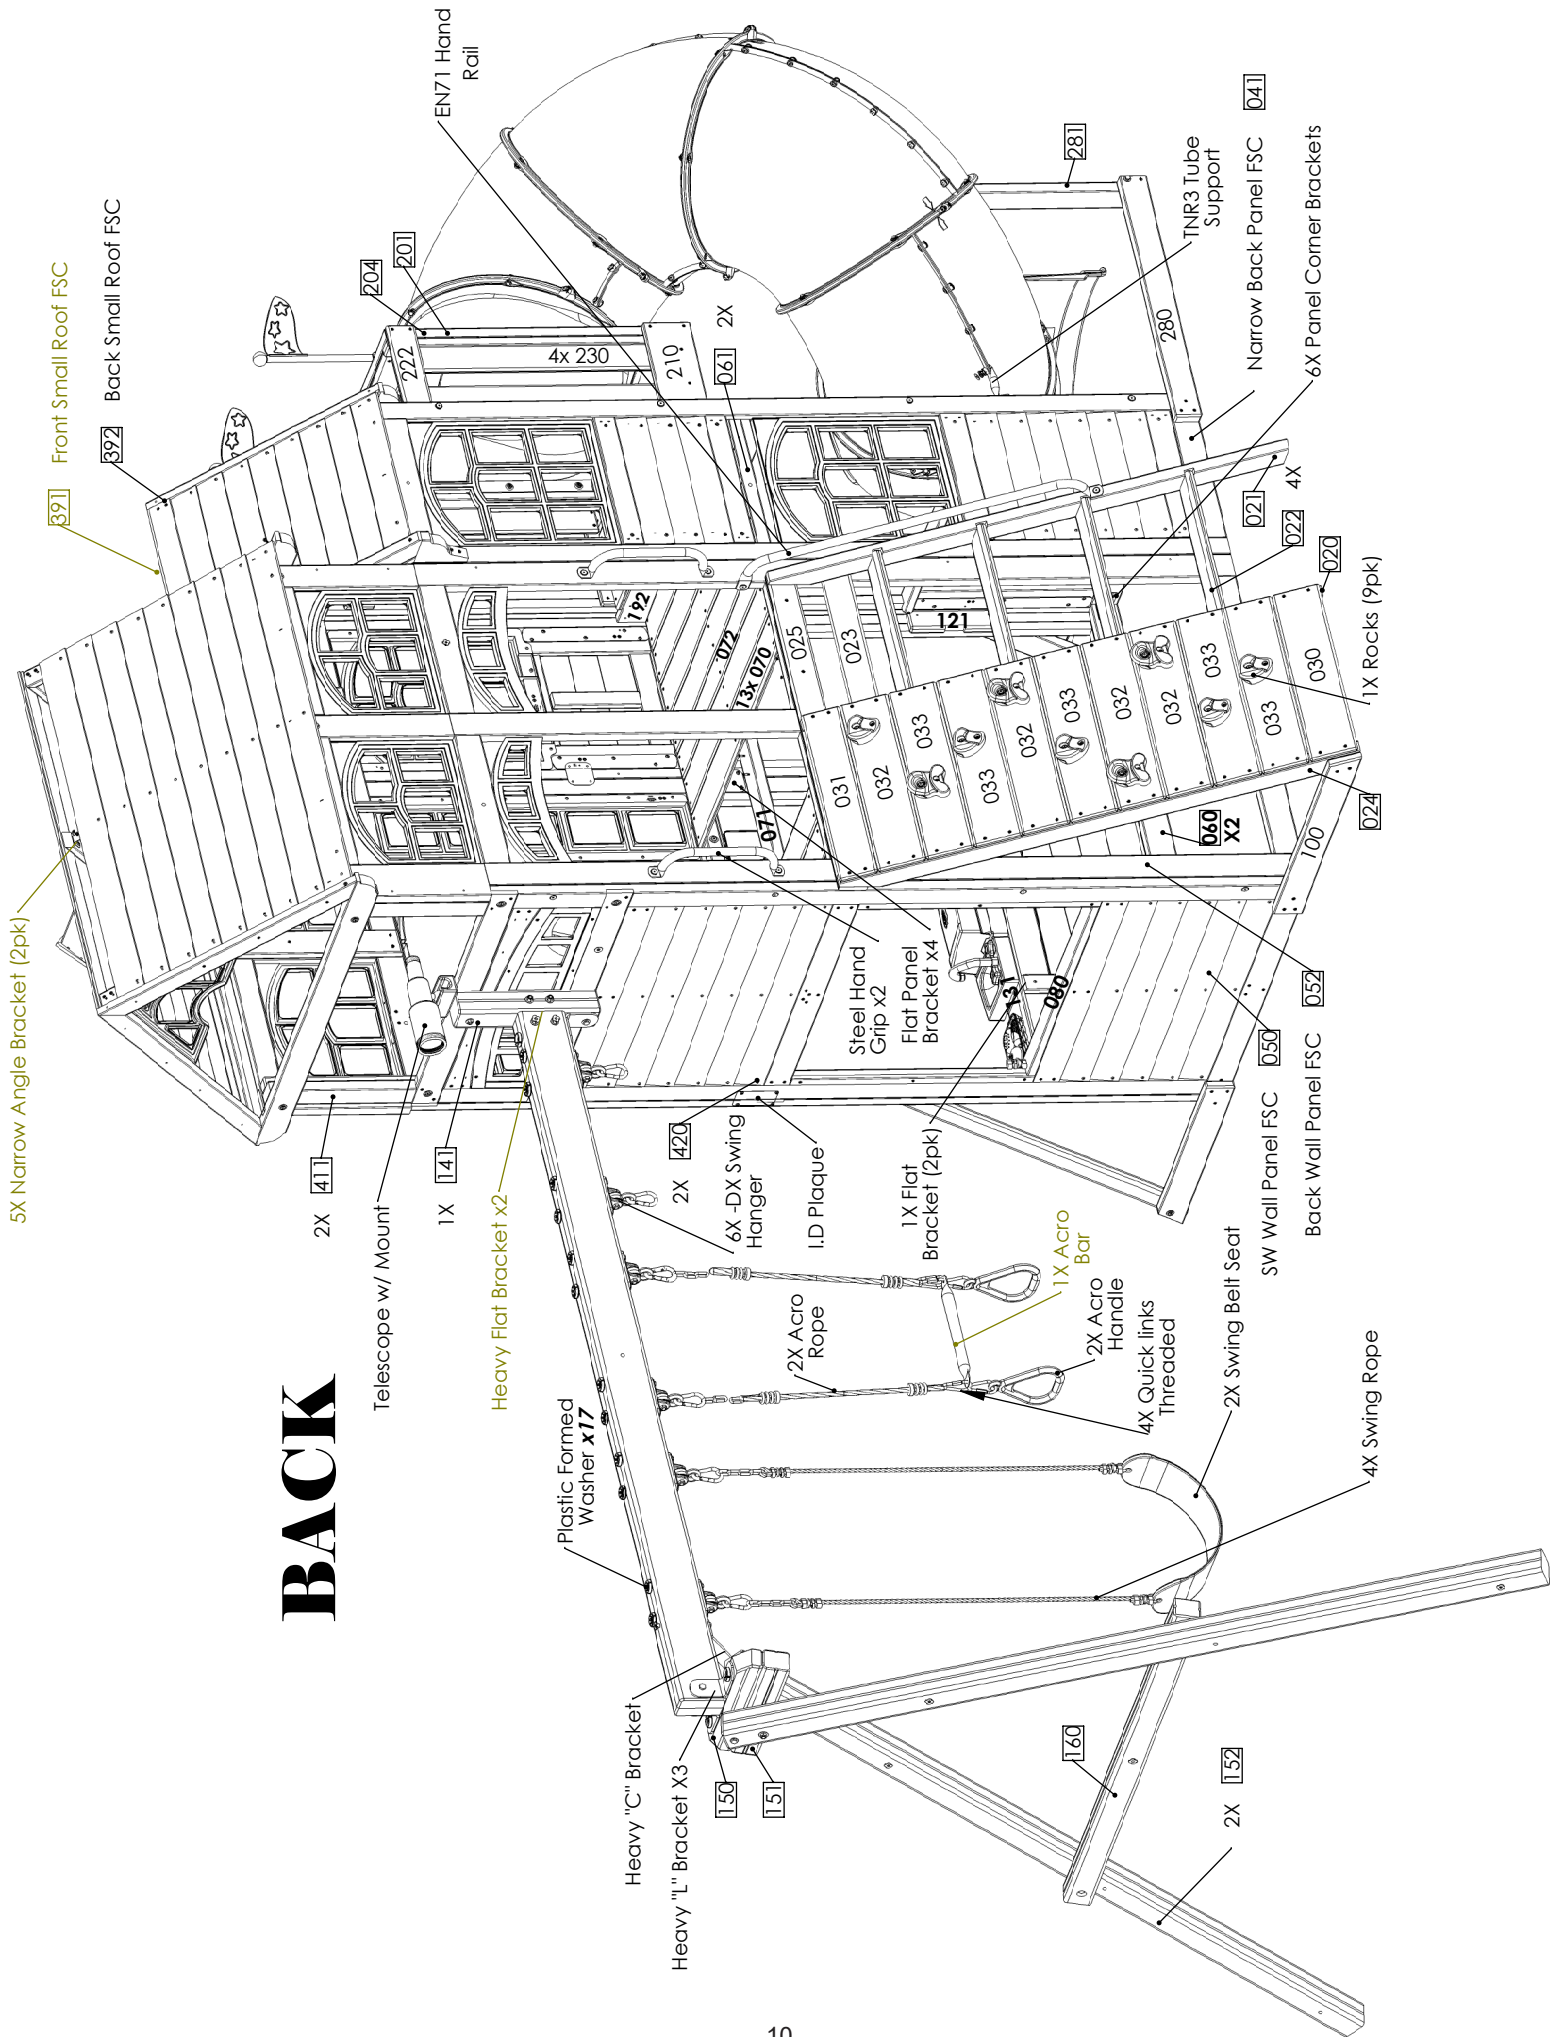 BACK
5X Narrow Angle Bracket (2pk)
391
Front Small Roof FSC
392
Back Small Roof FSC
204
201
222
4x 230
210
EN71 Hand
Rail
2X
061
2X
411
Telescope w/ Mount
1X
141
Heavy Flat Bracket x2
192
072
13x 070
071
025
023
121
281
TNR3 Tube
Support
280
Narrow Back Panel FSC
041
6X Panel Corner Brackets
021
022
4X
020
1X Rocks (9pk)
031
032
033
033
032
033
032
032
033
033
030
024
060
X2
100
Plastic Formed
Washer x17
2X
420
6X -DX Swing
Hanger
I.D Plaque
Steel Hand
Grip x2
Flat Panel
Bracket x4
1X Flat
Bracket (2pk)
13
080
052
Back Wall Panel FSC
050
SW Wall Panel FSC
2X Acro
Rope
1X Acro
Bar
2X Acro
Handle
4X Quick links
Threaded
2X Swing Belt Seat
4X Swing Rope
Heavy "C" Bracket
Heavy "L" Bracket X3
150
151
160
2X
152
10